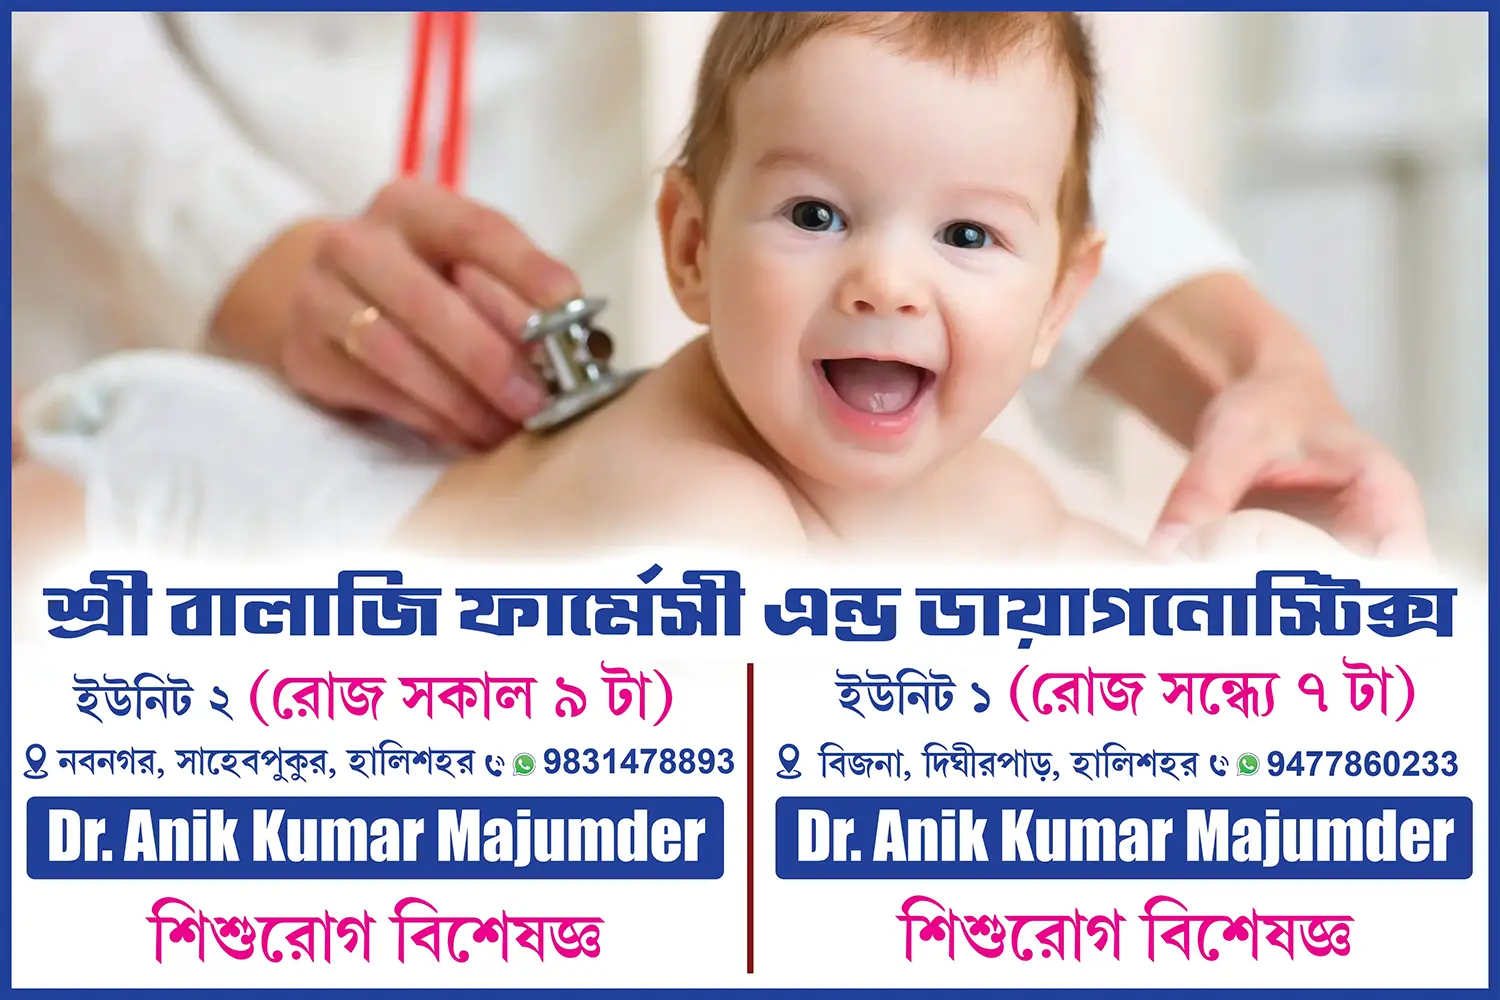 শ্রী বালাজি ফার্মেসী এন্ড ডায়াগনোস্টিক্স
ইউনিট ২ (রোজ সকাল ৯ টা)
নবনগর, সাহেবপুকুর, হালিশহর 9831478893
Dr. Anik Kumar Majumder
শিশুরোগ বিশেষজ্ঞ
ইউনিট ১ (রোজ সন্ধ্যে ৭ টা)
বিজনা, দিঘীরপাড়, হালিশহর 9477860233
Dr. Anik Kumar Majumder
শিশুরোগ বিশেষজ্ঞ